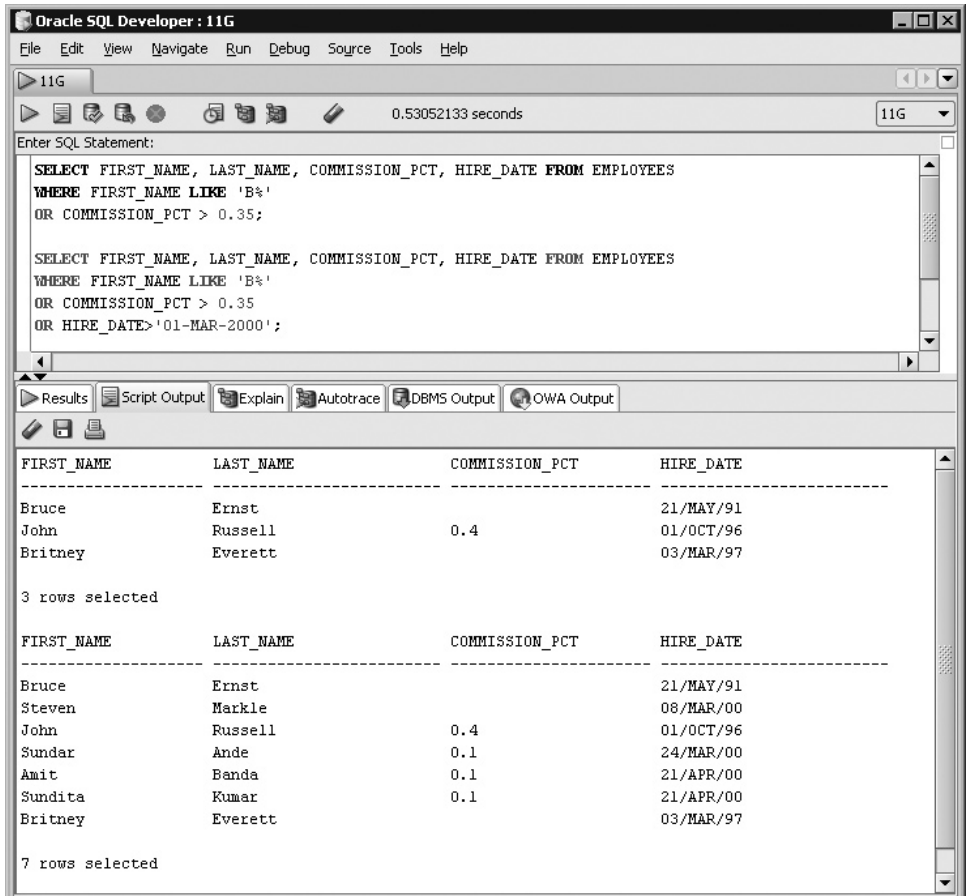 Oracle SQL Developer : 11G
File Edit View Navigate Run Debug Source Tools Help
11G
0.53052133 seconds 11G
Enter SQL Statement:
SELECT FIRST_NAME, LAST_NAME, COMMISSION_PCT, HIRE_DATE FROM EMPLOYEES
WHERE FIRST_NAME LIKE 'B%'
OR COMMISSION_PCT > 0.35;
SELECT FIRST_NAME, LAST_NAME, COMMISSION_PCT, HIRE_DATE FROM EMPLOYEES
WHERE FIRST_NAME LIKE 'B%'
OR COMMISSION_PCT > 0.35
OR HIRE_DATE>'01-MAR-2000';
Results Script Output Explain Autotrace DBMS Output OWA Output
FIRST_NAME LAST_NAME COMMISSION_PCT HIRE_DATE
-------------------- ------------------------- ---------------------- -------------------------
Bruce Ernst 21/MAY/91
John Russell 0.4 01/OCT/96
Britney Everett 03/MAR/97
3 rows selected
FIRST_NAME LAST_NAME COMMISSION_PCT HIRE_DATE
-------------------- ------------------------- ---------------------- -------------------------
Bruce Ernst 21/MAY/91
Steven Markle 08/MAR/00
John Russell 0.4 01/OCT/96
Sundar Ande 0.1 24/MAR/00
Amit Banda 0.1 21/APR/00
Sundita Kumar 0.1 21/APR/00
Britney Everett 03/MAR/97
7 rows selected